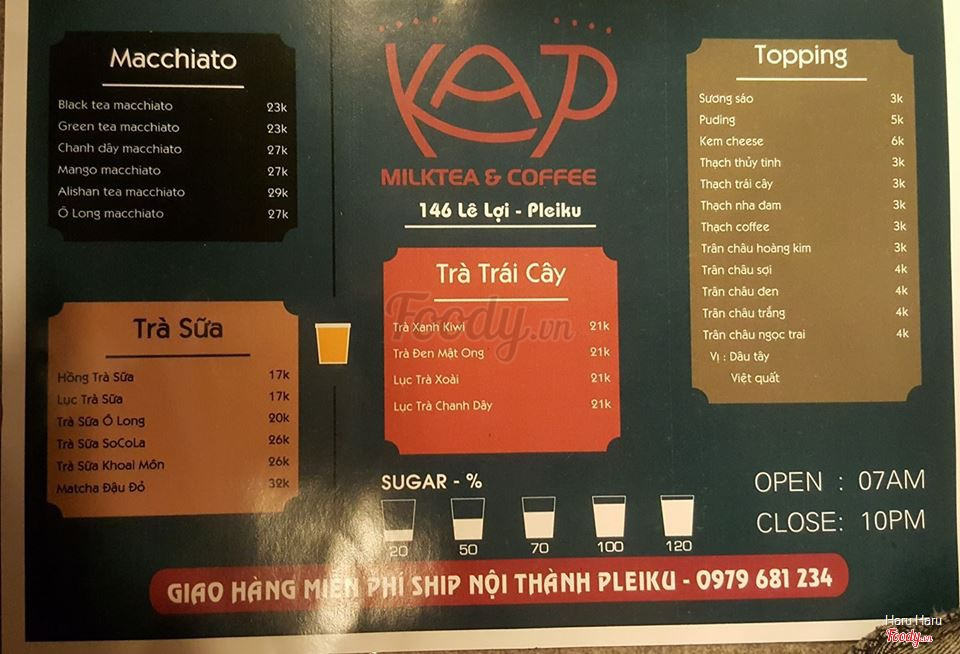 Macchiato
Black tea macchiato 23k
Green tea macchiato 23k
Chanh dây macchiato 27k
Mango macchiato 27k
Alishan tea macchiato 29k
Ô Long macchiato 27k
Trà Sữa
Hồng Trà Sữa 17k
Lục Trà Sữa 17k
Trà Sữa Ô Long 20k
Trà Sữa SoCoLa 26k
Trà Sữa Khoai Môn 26k
Matcha Đậu Đỏ 32k
KAP
MILKTEA & COFFEE
146 Lê Lợi - Pleiku
Trà Trái Cây
Trà Xanh Kiwi 21k
Trà Đen Mật Ong 21k
Lục Trà Xoài 21k
Lục Trà Chanh Dây 21k
Foody.vn
Topping
Sương sáo 3k
Puding 5k
Kem cheese 6k
Thạch thủy tinh 3k
Thạch trái cây 3k
Thạch nha đam 3k
Thạch coffee 3k
Trân châu hoàng kim 3k
Trân châu sợi 4k
Trân châu đen 4k
Trân châu trắng 4k
Trân châu ngọc trai 4k
Vị : Dâu tây
Việt quất
SUGAR - %
20 50 70 100 120
OPEN : 07AM
CLOSE: 10PM
GIAO HÀNG MIỄN PHÍ SHIP NỘI THÀNH PLEIKU - 0979 681 234
Haru Haru
Foody.vn